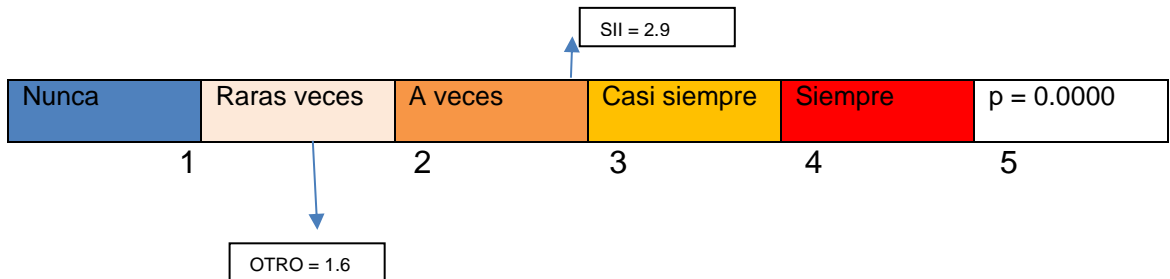 SII = 2.9
Nunca Raras veces A veces Casi siempre Siempre p = 0.0000
1 2 3 4 5
OTRO = 1.6